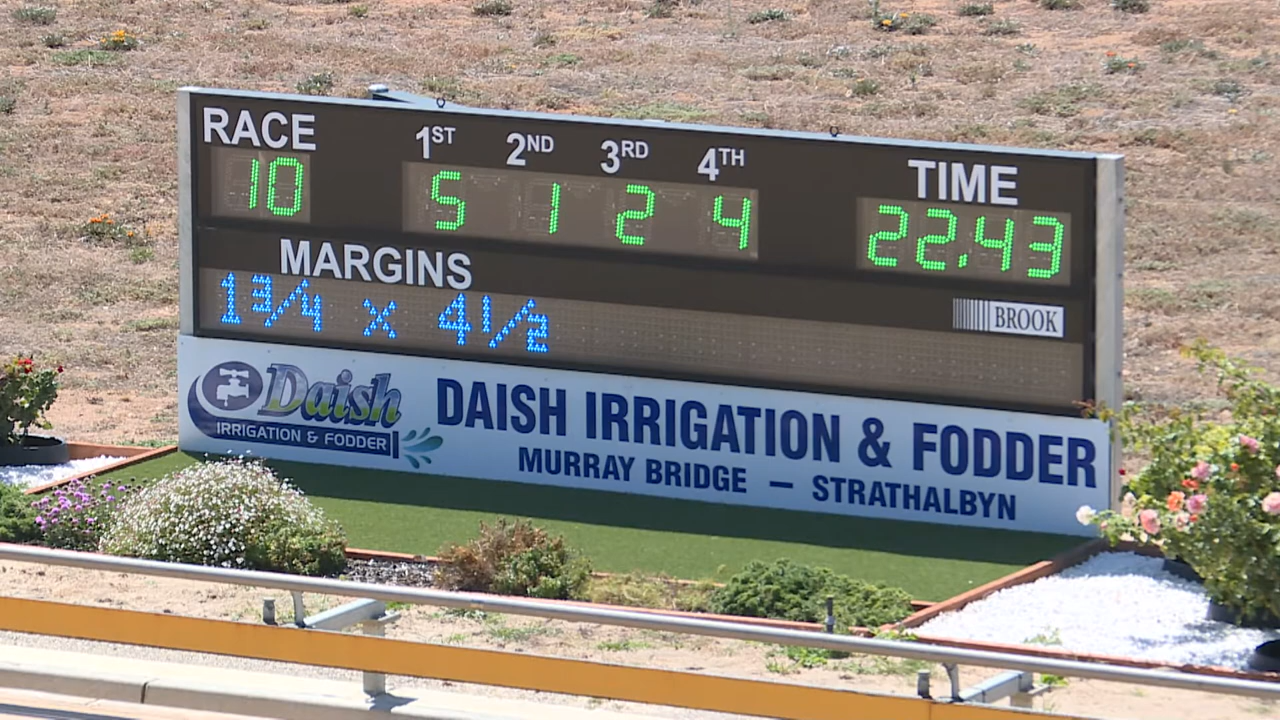 RACE 1ST 2ND 3RD 4TH TIME
10 5 1 2 4 22.43
MARGINS
1 3/4 x 4 1/2
BROOK
Daish
IRRIGATION & FODDER
DAISH IRRIGATION & FODDER
MURRAY BRIDGE – STRATHALBYN